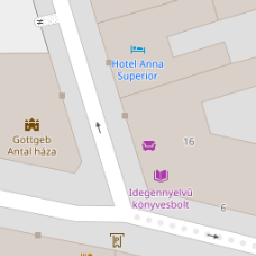 Hotel Anna
Superior
Gottgeb
Antal háza
16
Idegennyelvű
könyvesbolt
6